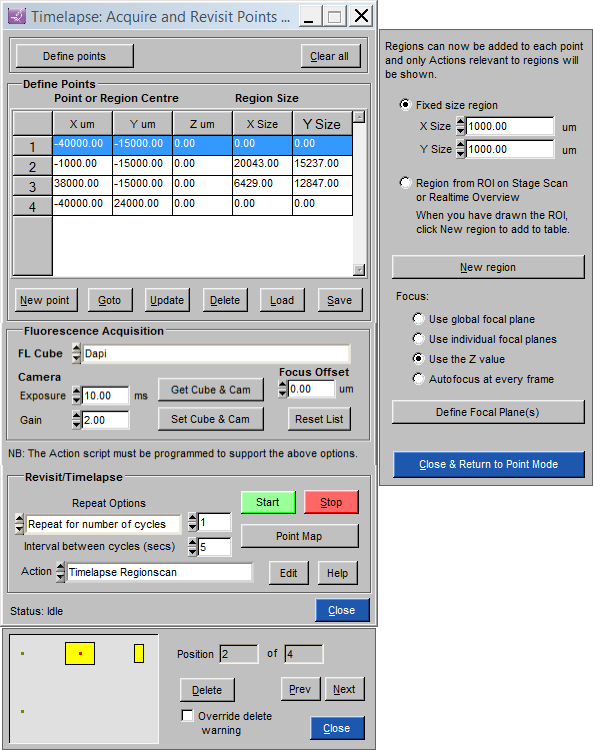 Timelapse: Acquire and Revisit Points ...
Define points
Clear all
Define Points
Point or Region Centre Region Size
X um Y um Z um X Size Y Size
1 -40000.00 -15000.00 0.00 0.00 0.00
2 -1000.00 -15000.00 0.00 20043.00 15237.00
3 38000.00 -15000.00 0.00 6429.00 12847.00
4 -40000.00 24000.00 0.00 0.00 0.00
New point Goto Update Delete Load Save
Fluorescence Acquisition
FL Cube Dapi
Camera
Focus Offset
Exposure 10.00 ms Get Cube & Cam 0.00 um
Gain 2.00 Set Cube & Cam Reset List
NB: The Action script must be programmed to support the above options.
Revisit/Timelapse
Repeat Options Start Stop
Repeat for number of cycles 1
Interval between cycles (secs) 5 Point Map
Action Timelapse Regionscan Edit Help
Status: Idle Close
Position 2 of 4
Delete Prev Next
Override delete
warning
Close
Regions can now be added to each point
and only Actions relevant to regions will
be shown.
Fixed size region
X Size 1000.00 um
Y Size 1000.00 um
Region from ROI on Stage Scan
or Realtime Overview
When you have drawn the ROI,
click New region to add to table.
New region
Focus:
Use global focal plane
Use individual focal planes
Use the Z value
Autofocus at every frame
Define Focal Plane(s)
Close & Return to Point Mode